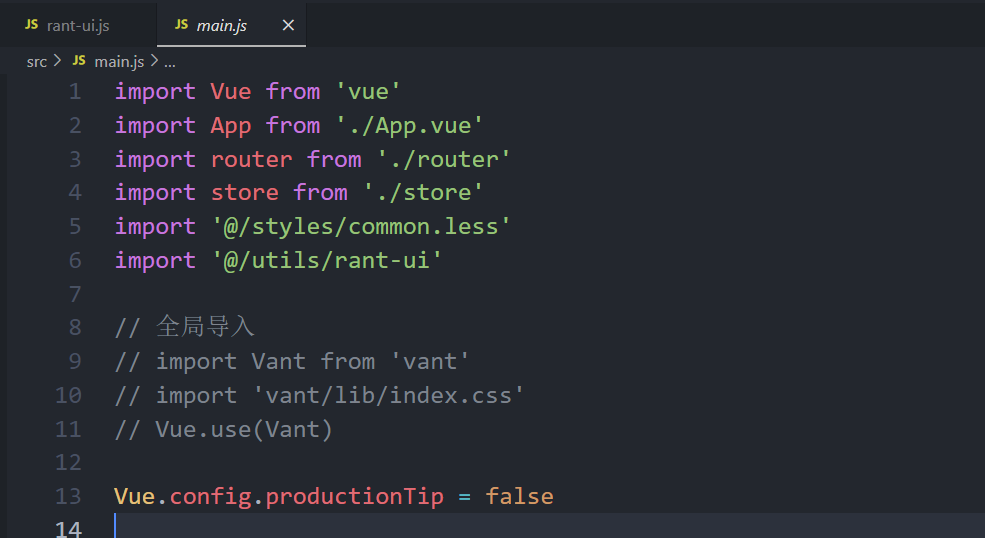 JS rant-ui.js JS main.js ×
src > JS main.js > ...
1 import Vue from 'vue'
2 import App from './App.vue'
3 import router from './router'
4 import store from './store'
5 import '@/styles/common.less'
6 import '@/utils/rant-ui'
7
8 // 全局导入
9 // import Vant from 'vant'
10 // import 'vant/lib/index.css'
11 // Vue.use(Vant)
12
13 Vue.config.productionTip = false
14